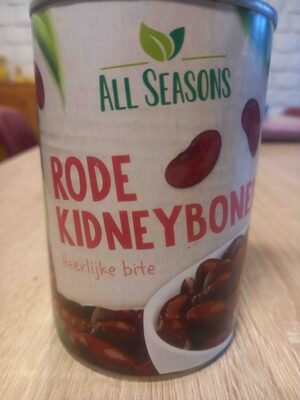 ALL SEASONS
RODE
KIDNEYBONE
Heerlijke bite